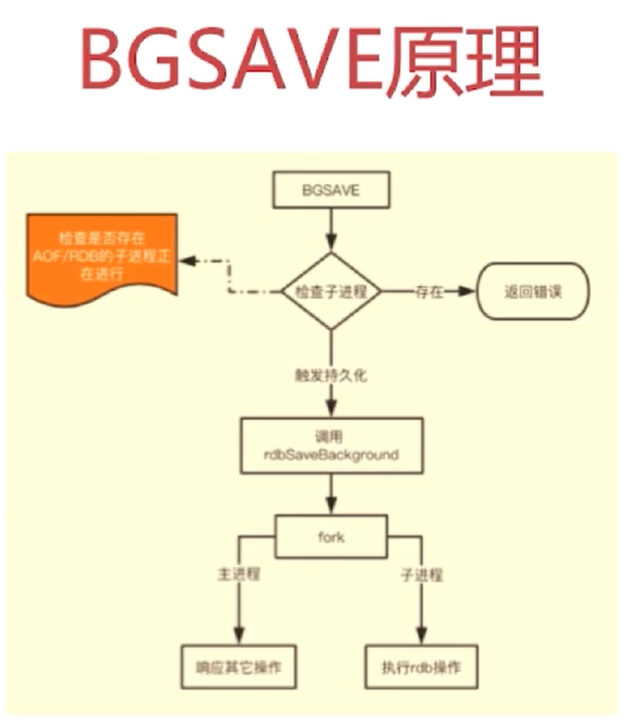 BGSAVE原理
BGSAVE
检查是否存在
AOF/RDB的子进程正
在进行
检查子进程
存在
返回错误
触发持久化
调用
rdbSaveBackground
fork
主进程
子进程
响应其它操作
执行rdb操作